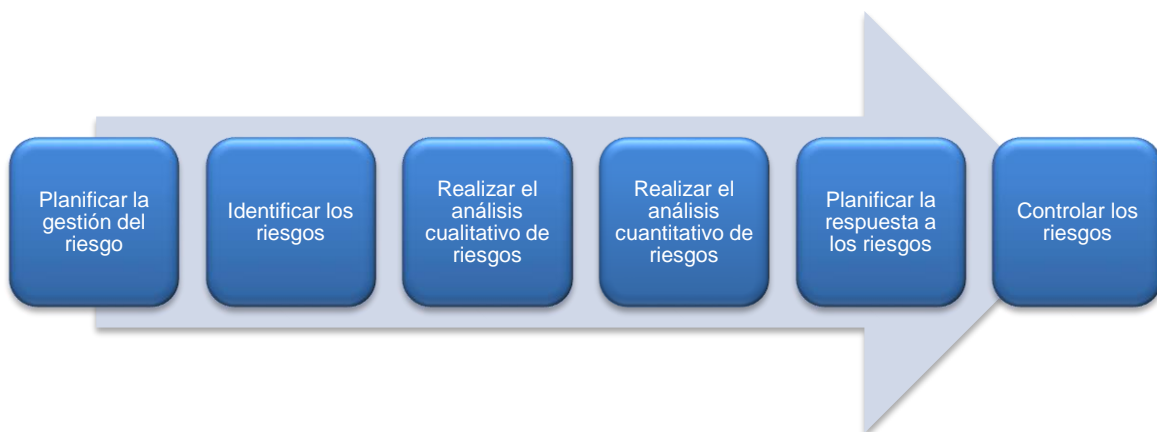 Planificar la
gestión del
riesgo
Identificar los
riesgos
Realizar el
análisis
cualitativo de
riesgos
Realizar el
análisis
cuantitativo de
riesgos
Planificar la
respuesta a
los riesgos
Controlar los
riesgos